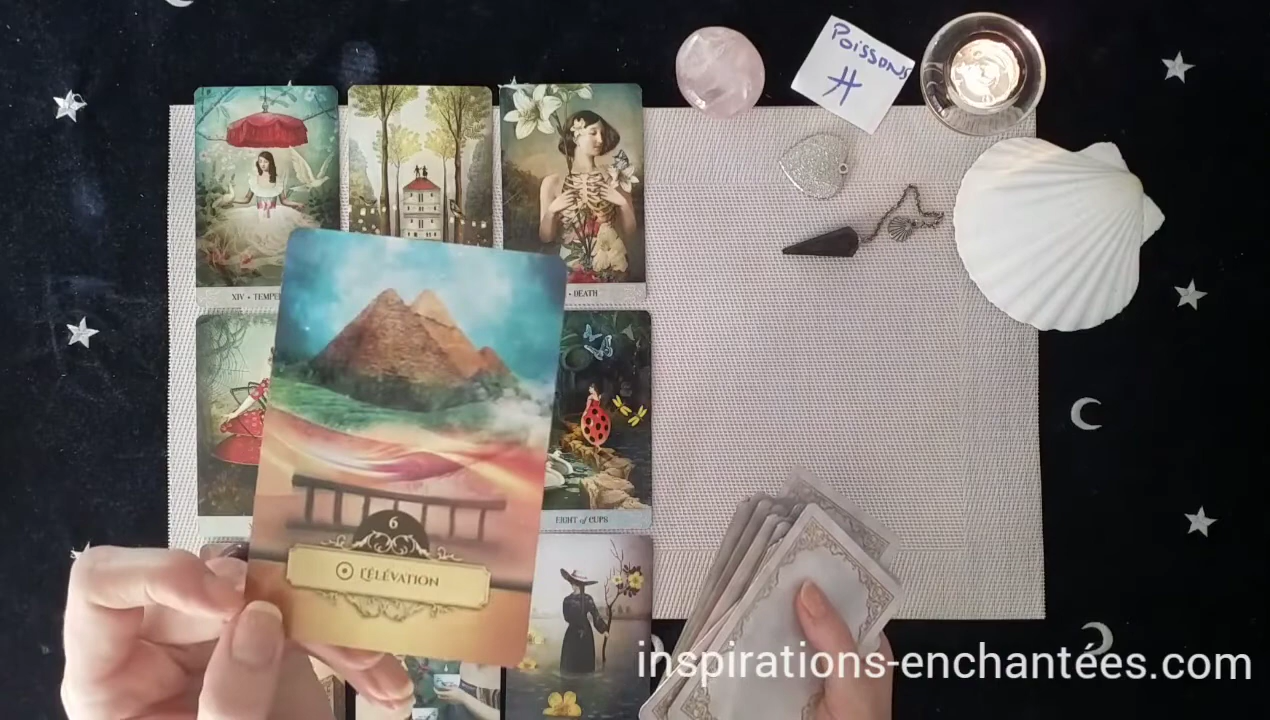 Poissons
XIV • TEMPE
• DEATH
EIGHT of CUPS
6
L'ÉLÉVATION
inspirations-enchantées.com